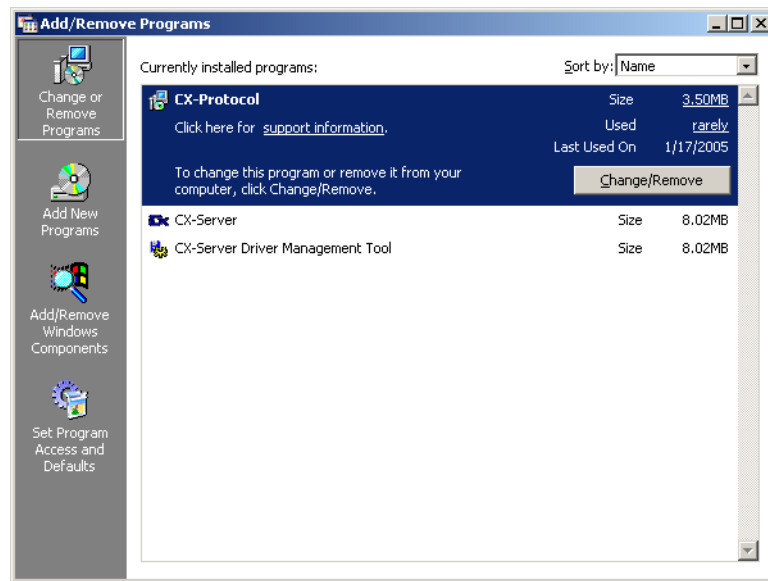 Add/Remove Programs
Change or
Remove
Programs
Add New
Programs
Add/Remove
Windows
Components
Set Program
Access and
Defaults
Currently installed programs:
Sort by: Name
CX-Protocol Size 3.50MB
Click here for support information. Used rarely
Last Used On 1/17/2005
To change this program or remove it from your
computer, click Change/Remove.
Change/Remove
CX-Server Size 8.02MB
CX-Server Driver Management Tool Size 8.02MB